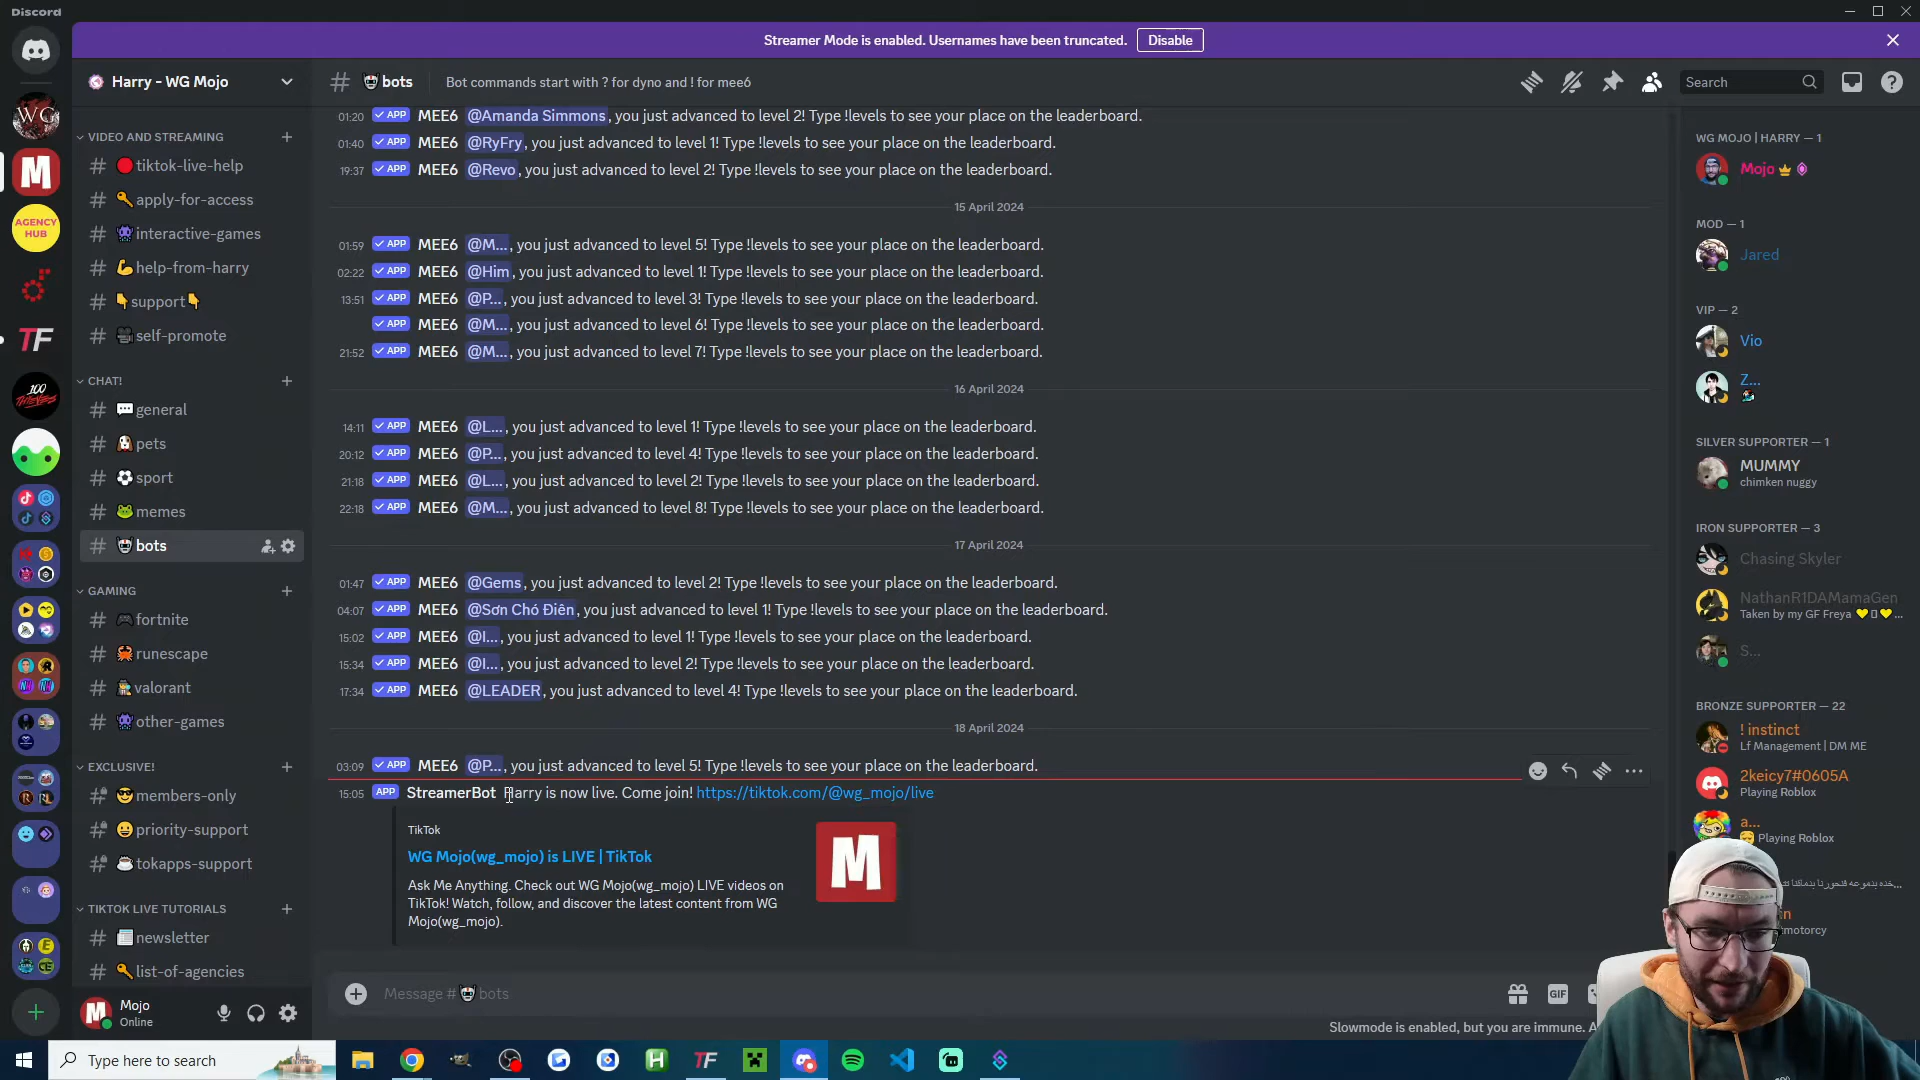 Discord
Streamer Mode is enabled. Usernames have been truncated. Disable
Harry - WG Mojo
bots
Bot commands start with ? for dyno and ! for mee6
Search
VIDEO AND STREAMING
tiktok-live-help
apply-for-access
interactive-games
help-from-harry
support
self-promote
CHAT!
general
pets
sport
memes
bots
GAMING
fortnite
runescape
valorant
other-games
EXCLUSIVE!
members-only
priority-support
tokapps-support
TIKTOK LIVE TUTORIALS
newsletter
list-of-agencies
Mojo
Online
WG
M
AGENCY HUB
TF
100 THIEVES
01:20 APP MEE6 @Amanda Simmons, you just advanced to level 2! Type !levels to see your place on the leaderboard.
01:40 APP MEE6 @RyFry, you just advanced to level 1! Type !levels to see your place on the leaderboard.
19:37 APP MEE6 @Revo, you just advanced to level 2! Type !levels to see your place on the leaderboard.
15 April 2024
01:59 APP MEE6 @M..., you just advanced to level 5! Type !levels to see your place on the leaderboard.
02:22 APP MEE6 @Him, you just advanced to level 1! Type !levels to see your place on the leaderboard.
13:51 APP MEE6 @P..., you just advanced to level 3! Type !levels to see your place on the leaderboard.
APP MEE6 @M..., you just advanced to level 6! Type !levels to see your place on the leaderboard.
21:52 APP MEE6 @M..., you just advanced to level 7! Type !levels to see your place on the leaderboard.
16 April 2024
14:11 APP MEE6 @L..., you just advanced to level 1! Type !levels to see your place on the leaderboard.
20:12 APP MEE6 @P..., you just advanced to level 4! Type !levels to see your place on the leaderboard.
21:18 APP MEE6 @L..., you just advanced to level 2! Type !levels to see your place on the leaderboard.
22:18 APP MEE6 @M..., you just advanced to level 8! Type !levels to see your place on the leaderboard.
17 April 2024
01:47 APP MEE6 @Gems, you just advanced to level 2! Type !levels to see your place on the leaderboard.
04:07 APP MEE6 @Sơn Chó Điên, you just advanced to level 1! Type !levels to see your place on the leaderboard.
15:02 APP MEE6 @I..., you just advanced to level 1! Type !levels to see your place on the leaderboard.
15:34 APP MEE6 @I..., you just advanced to level 2! Type !levels to see your place on the leaderboard.
17:34 APP MEE6 @LEADER, you just advanced to level 4! Type !levels to see your place on the leaderboard.
18 April 2024
03:09 APP MEE6 @P..., you just advanced to level 5! Type !levels to see your place on the leaderboard.
15:05 APP StreamerBot Harry is now live. Come join! https://tiktok.com/@wg_mojo/live
TikTok
WG Mojo(wg_mojo) is LIVE | TikTok
Ask Me Anything. Check out WG Mojo(wg_mojo) LIVE videos on
TikTok! Watch, follow, and discover the latest content from WG
Mojo(wg_mojo).
M
Message # bots
GIF
Slowmode is enabled, but you are immune. A
WG MOJO | HARRY — 1
Mojo
MOD — 1
Jared
VIP — 2
Vio
Z...
SILVER SUPPORTER — 1
MUMMY
chimken nuggy
IRON SUPPORTER — 3
Chasing Skyler
NathanR1DAMamaGen
Taken by my GF Freya
S...
BRONZE SUPPORTER — 22
! instinct
Lf Management | DM ME
2keicy7#0605A
Playing Roblox
a...
Playing Roblox
motorcy
Type here to search
H
TF